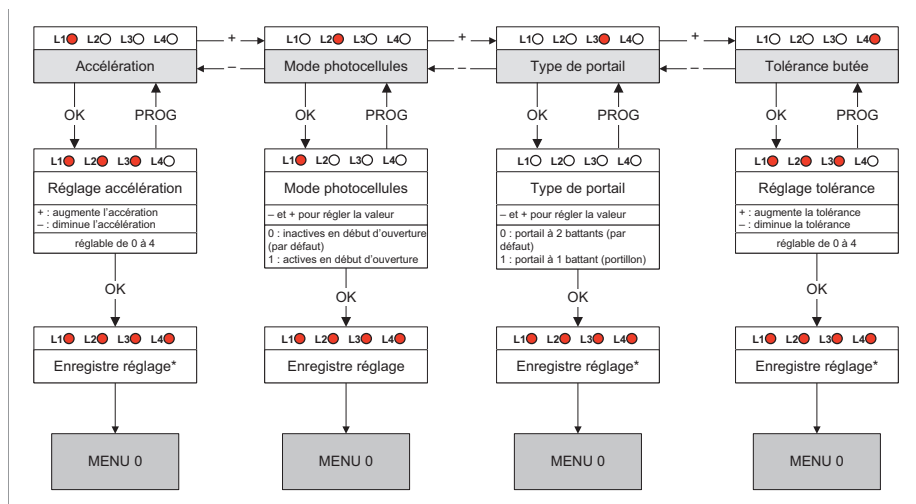 L1 L2 L3 L4 + L1 L2 L3 L4 + L1 L2 L3 L4 + L1 L2 L3 L4
Accélération – Mode photocellules – Type de portail – Tolérance butée
OK PROG OK PROG OK PROG OK PROG
L1 L2 L3 L4
Réglage accélération
+ : augmente l'accération
– : diminue l'accélération
réglable de 0 à 4
L1 L2 L3 L4
Mode photocellules
– et + pour régler la valeur
0 : inactives en début d'ouverture
(par défaut)
1 : actives en début d'ouverture
L1 L2 L3 L4
Type de portail
– et + pour régler la valeur
0 : portail à 2 battants (par
défaut)
1 : portail à 1 battant (portillon)
L1 L2 L3 L4
Réglage tolérance
+ : augmente la tolérance
– : diminue la tolérance
réglable de 0 à 4
OK OK OK OK
L1 L2 L3 L4 L1 L2 L3 L4 L1 L2 L3 L4 L1 L2 L3 L4
Enregistre réglage* Enregistre réglage Enregistre réglage* Enregistre réglage*
MENU 0 MENU 0 MENU 0 MENU 0